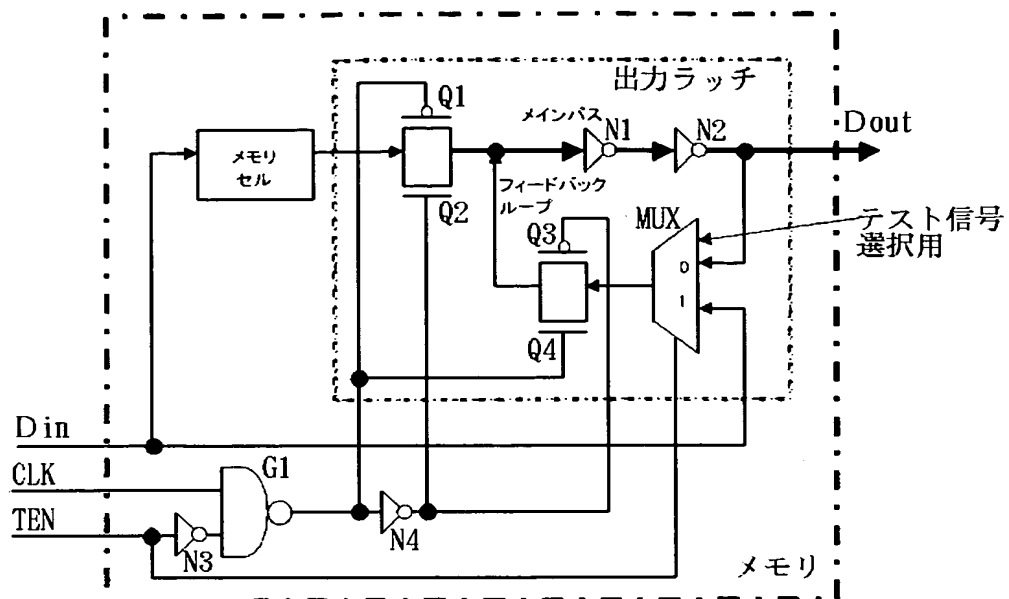 出力ラッチ
Q1
メインパス
N1
N2
Dout
メモリ
セル
Q2
フィードバック
ループ
Q3
MUX
テスト信号
選択用
0
1
Q4
Din
CLK
G1
TEN
N3
N4
メモリ